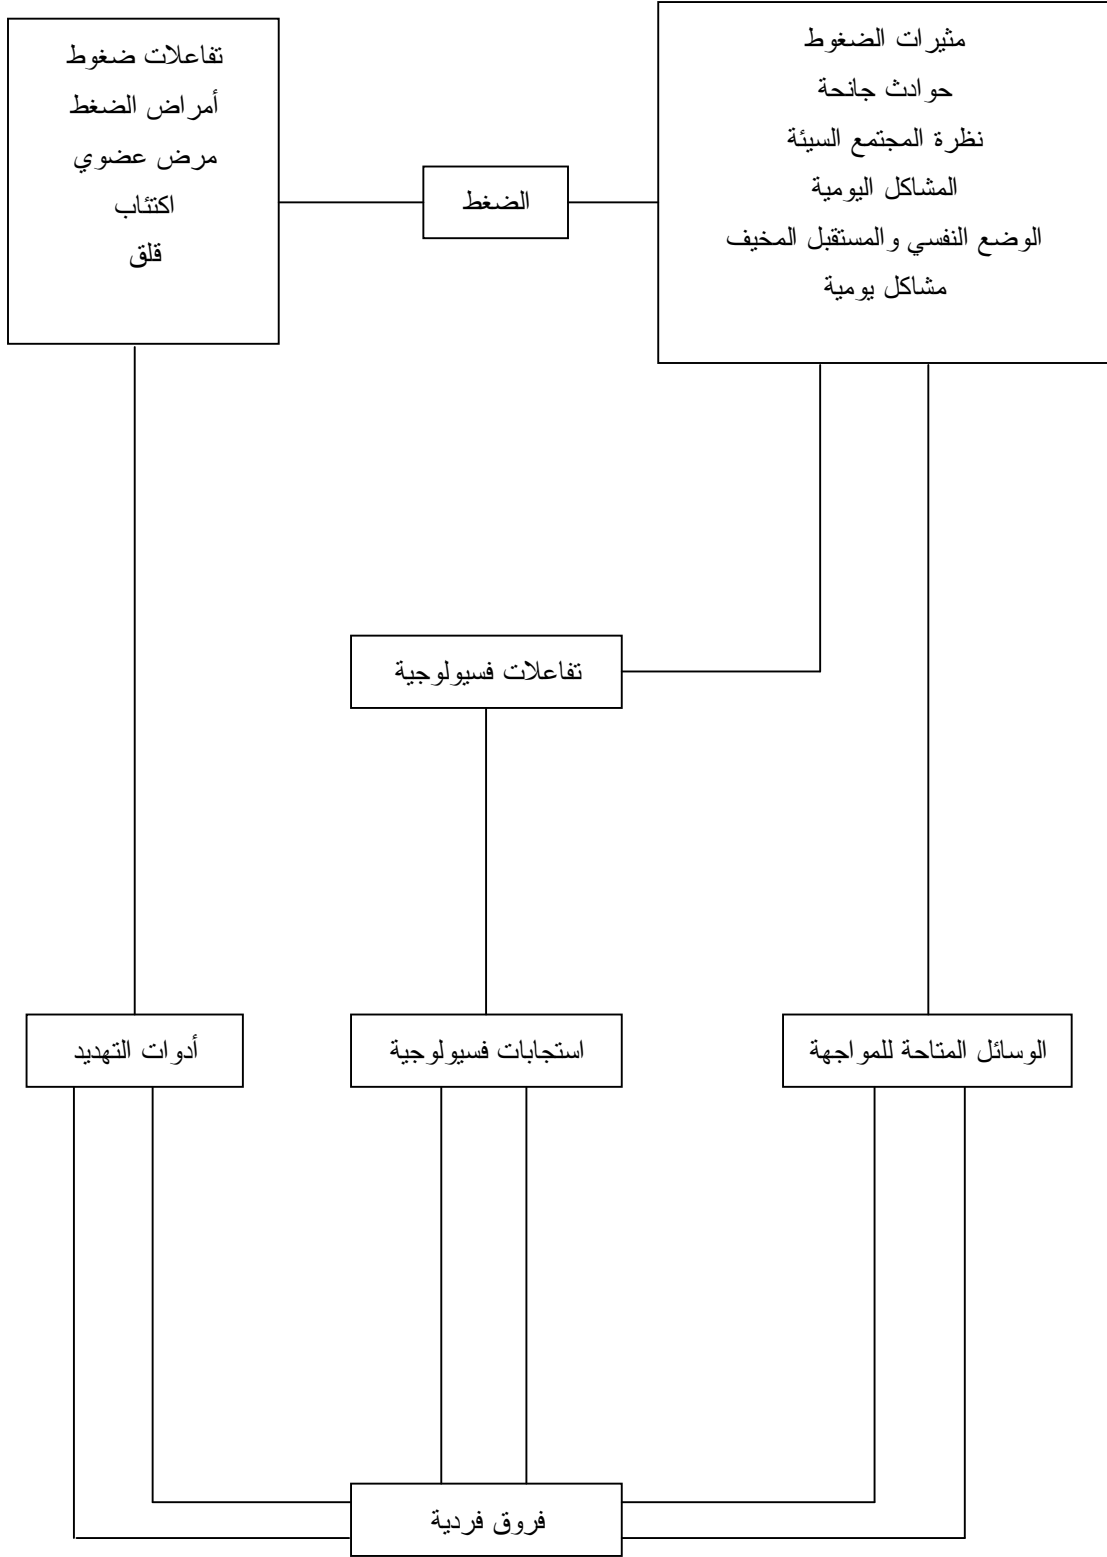 مثيرات الضغوط
حوادث جانحة
نظرة المجتمع السيئة
المشاكل اليومية
الوضع النفسي والمستقبل المخيف
مشاكل يومية
الضغط
تفاعلات ضغوط
أمراض الضغط
مرض عضوي
اكتئاب
قلق
تفاعلات فسيولوجية
الوسائل المتاحة للمواجهة
استجابات فسيولوجية
أدوات التهديد
فروق فردية